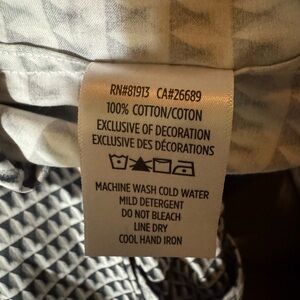 RN#81913 CA#26689
100% COTTON/COTON
EXCLUSIVE OF DECORATION
EXCLUSIVE DES DÉCORATIONS
MACHINE WASH COLD WATER
MILD DETERGENT
DO NOT BLEACH
LINE DRY
COOL HAND IRON